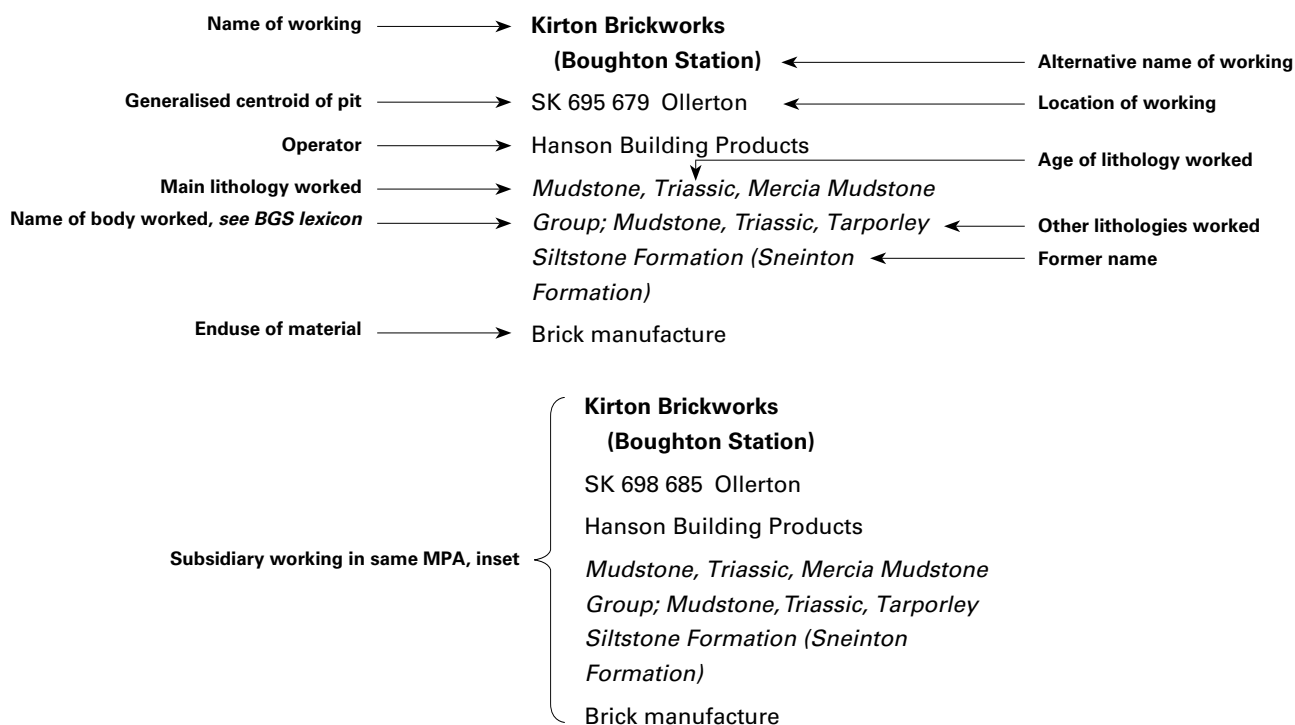 Name of working
Kirton Brickworks
(Boughton Station)
Alternative name of working
Generalised centroid of pit
SK 695 679 Ollerton
Location of working
Operator
Hanson Building Products
Age of lithology worked
Main lithology worked
Mudstone, Triassic, Mercia Mudstone
Name of body worked, see BGS lexicon
Group; Mudstone, Triassic, Tarporley
Other lithologies worked
Siltstone Formation (Sneinton
Former name
Formation)
Enduse of material
Brick manufacture
Kirton Brickworks
(Boughton Station)
SK 698 685 Ollerton
Hanson Building Products
Subsidiary working in same MPA, inset
Mudstone, Triassic, Mercia Mudstone
Group; Mudstone, Triassic, Tarporley
Siltstone Formation (Sneinton
Formation)
Brick manufacture